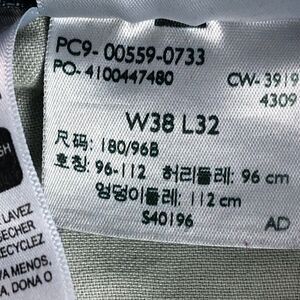 PC9- 00559-0733
PO- 4100447480
CW- 3919
4309
W38 L32
尺码: 180/96B
호칭: 96-112 허리둘레: 96 cm
엉덩이둘레: 112 cm
S40196
AD
SH
LAVEZ
SECHER
RECYCLEZ
VA MENOS,
A, DONA O